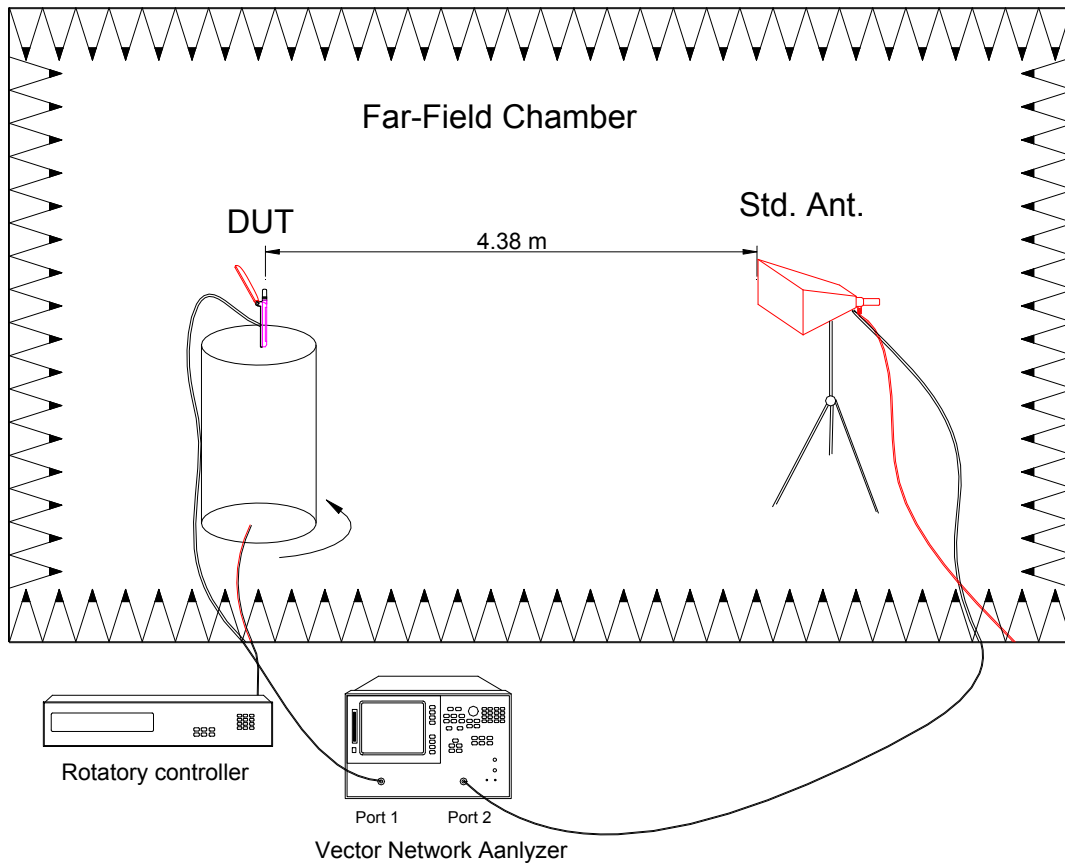 Far-Field Chamber
DUT
Std. Ant.
4.38 m
Rotatory controller
Port 1
Port 2
Vector Network Aanlyzer